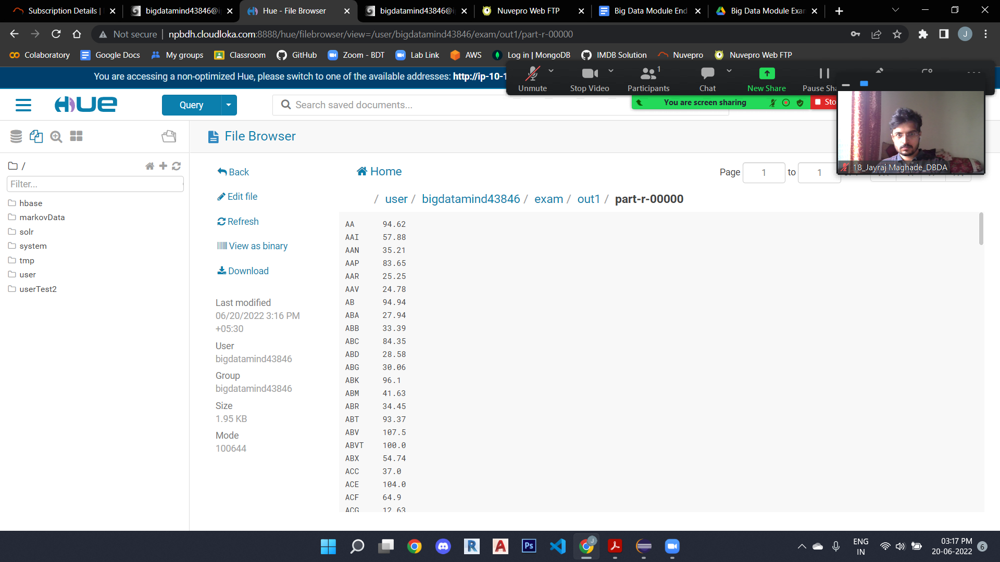 Subscription Details |
bigdatamind43846@i
Hue - File Browser
bigdatamind43846@i
Nuvepro Web FTP
Big Data Module End
Big Data Module Exar
Not secure
npbdh.cloudloka.com:8888/hue/filebrowser/view=/user/bigdatamind43846/exam/out1/part-r-00000
J
Colaboratory
Google Docs
My groups
Classroom
GitHub
Zoom - BDT
Lab Link
AWS
Log in | MongoDB
IMDB Solution
Nuvepro
Nuvepro Web FTP
You are accessing a non-optimized Hue, please switch to one of the available addresses: http://ip-10-1
Unmute
Stop Video
Participants
1
Chat
New Share
Pause Sha
You are screen sharing
Sto
18_Jayraj Maghade_DBDA
HUE
Query
Search saved documents...
File Browser
/
Filter...
hbase
markovData
solr
system
tmp
user
userTest2
Back
Edit file
Refresh
View as binary
Download
Last modified
06/20/2022 3:16 PM
+05:30
User
bigdatamind43846
Group
bigdatamind43846
Size
1.95 KB
Mode
100644
Home
Page 1 to 1
/ user / bigdatamind43846 / exam / out1 / part-r-00000
AA 94.62
AAI 57.88
AAN 35.21
AAP 83.65
AAR 25.25
AAV 24.78
AB 94.94
ABA 27.94
ABB 33.39
ABC 84.35
ABD 28.58
ABG 30.06
ABK 96.1
ABM 41.63
ABR 34.45
ABT 93.37
ABV 107.5
ABVT 100.0
ABX 54.74
ACC 37.0
ACE 104.0
ACF 64.9
ACG 12.63
J
R
A
Ps
ENG
IN
03:17 PM
20-06-2022
6